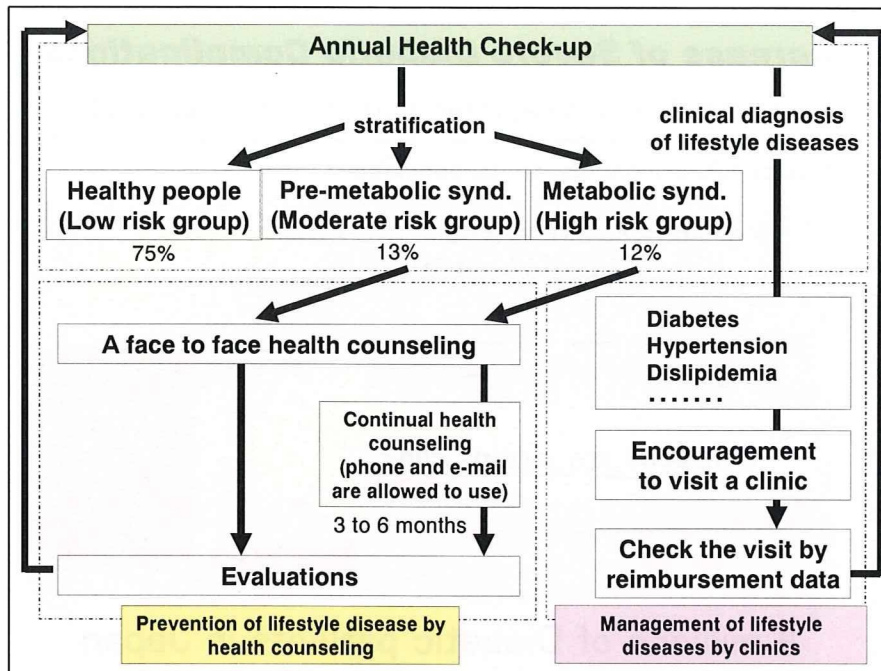 Annual Health Check-up
stratification
clinical diagnosis
of lifestyle diseases
Healthy people
(Low risk group)
75%
Pre-metabolic synd.
(Moderate risk group)
13%
Metabolic synd.
(High risk group)
12%
A face to face health counseling
Continual health
counseling
(phone and e-mail
are allowed to use)
3 to 6 months
Evaluations
Prevention of lifestyle disease by
health counseling
Diabetes
Hypertension
Dislipidemia
.......
Encouragement
to visit a clinic
Check the visit by
reimbursement data
Management of lifestyle
diseases by clinics